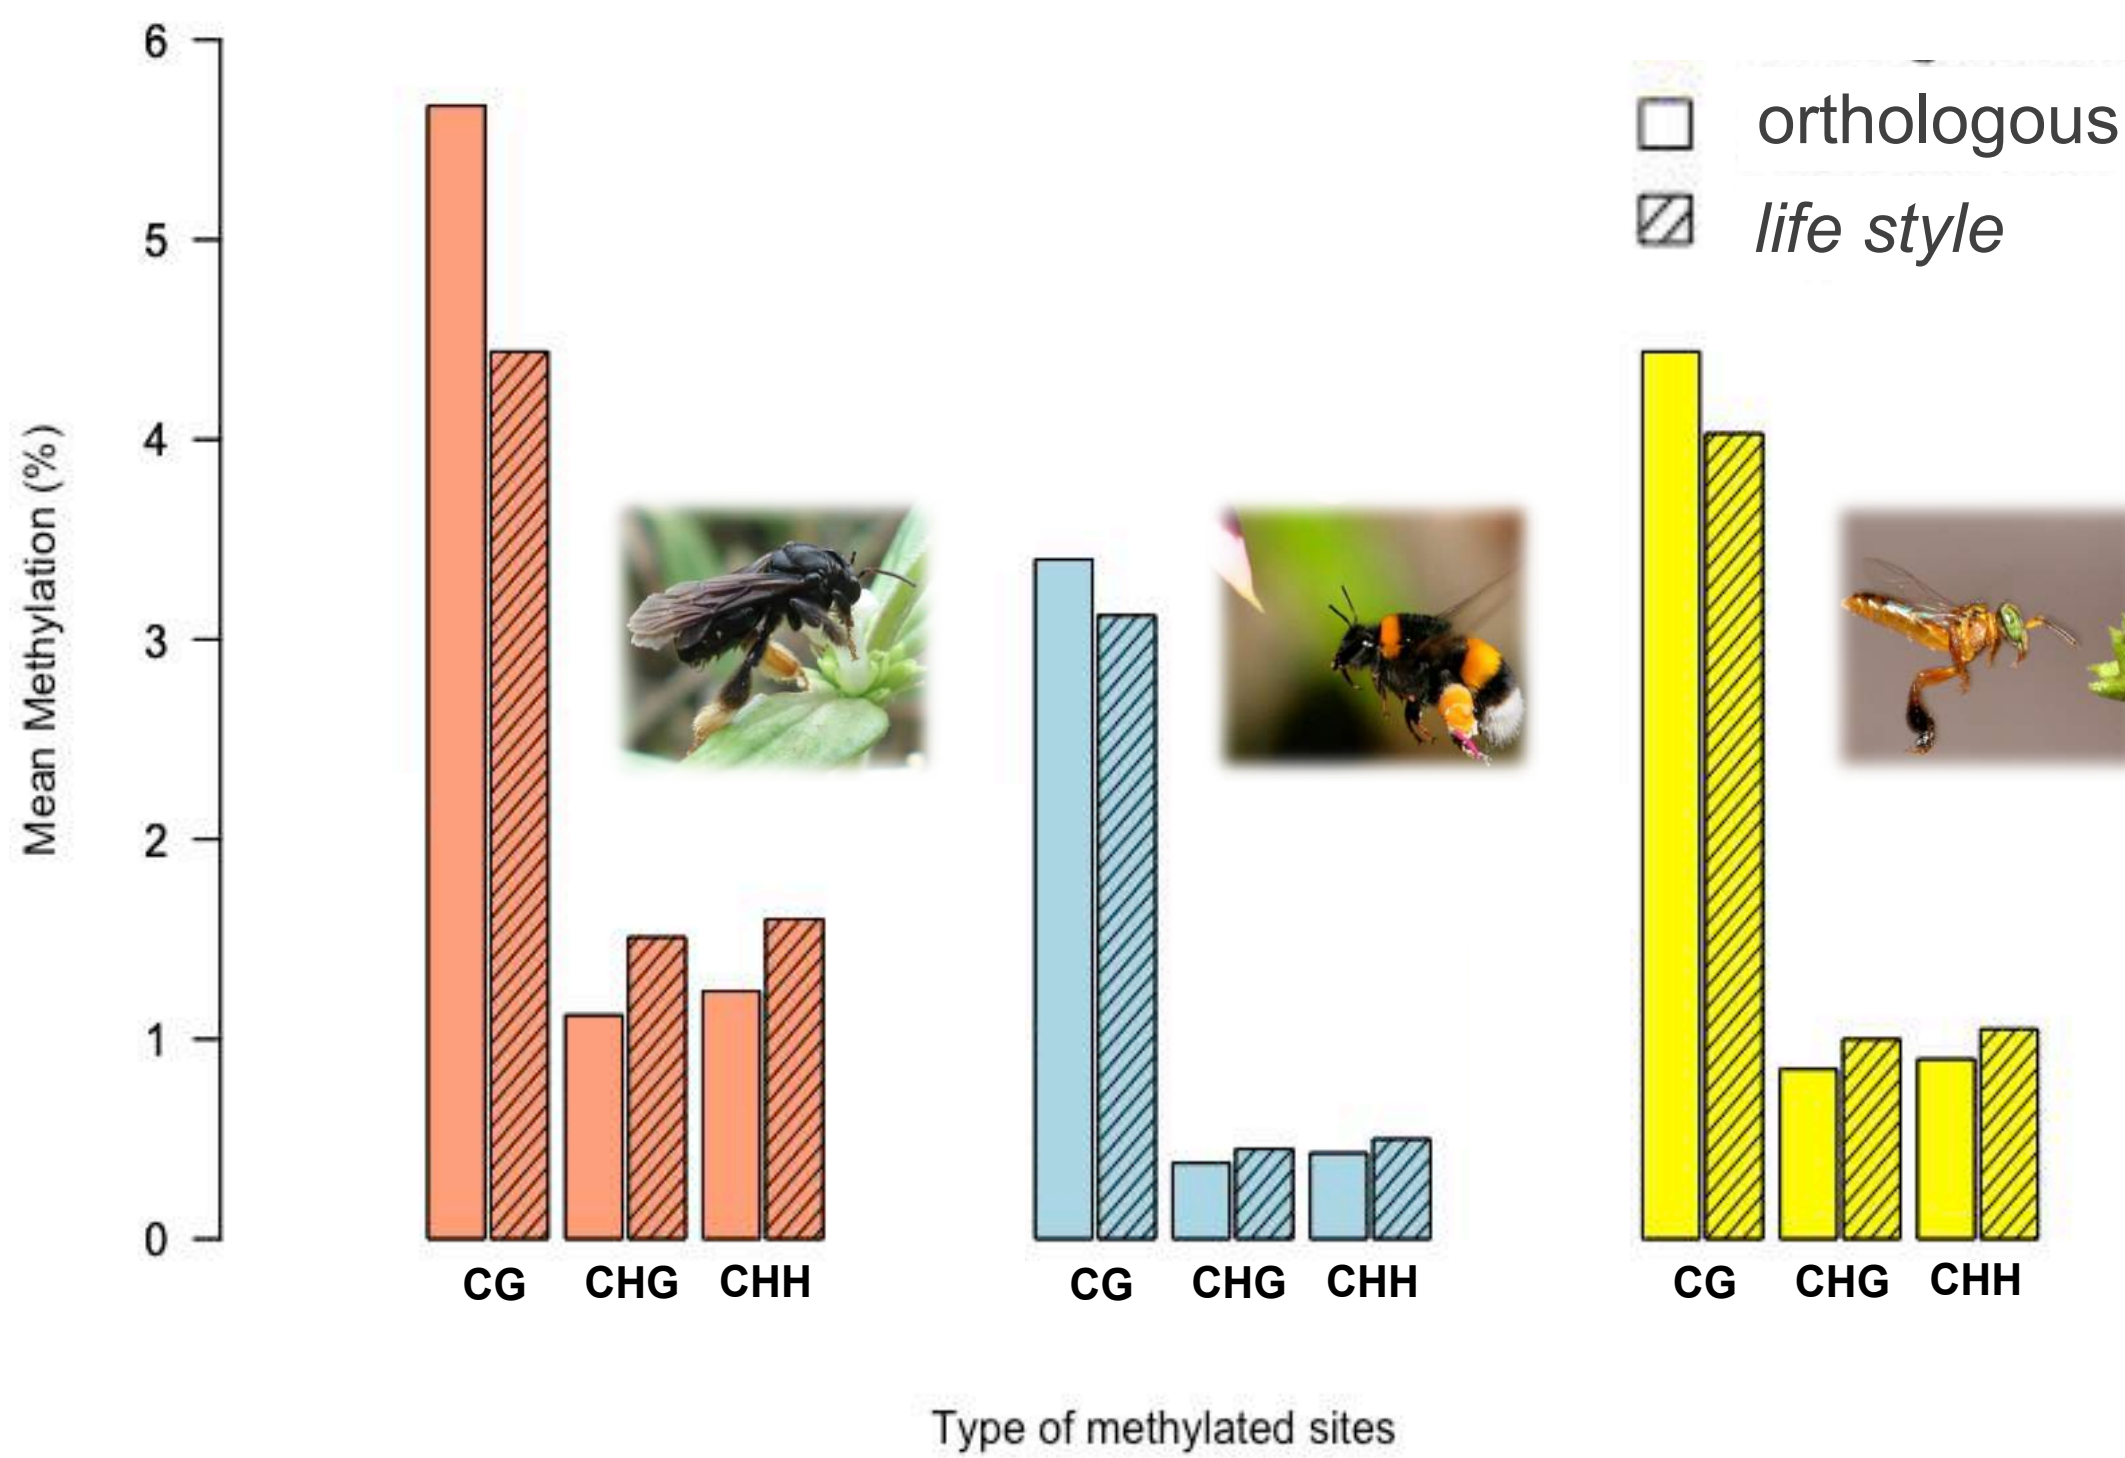 6
5
4
3
2
1
0
Mean Methylation (%)
orthologous
life style
CG CHG CHH
CG CHG CHH
CG CHG CHH
Type of methylated sites